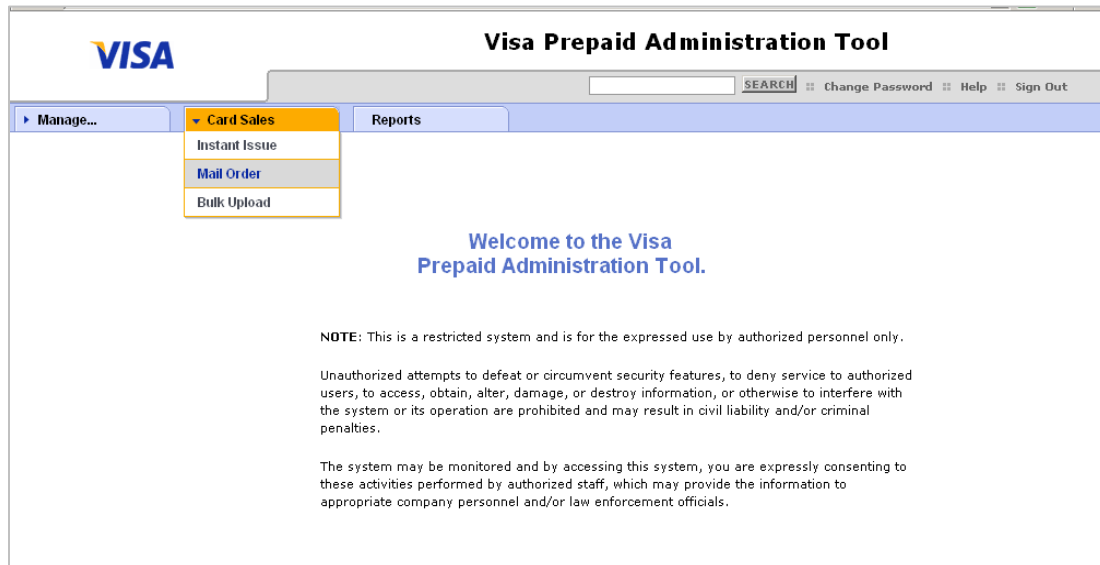 VISA
Visa Prepaid Administration Tool
SEARCH Change Password Help Sign Out
Manage... Card Sales Reports
Instant Issue
Mail Order
Bulk Upload
Welcome to the Visa
Prepaid Administration Tool.
NOTE: This is a restricted system and is for the expressed use by authorized personnel only.
Unauthorized attempts to defeat or circumvent security features, to deny service to authorized
users, to access, obtain, alter, damage, or destroy information, or otherwise to interfere with
the system or its operation are prohibited and may result in civil liability and/or criminal
penalties.
The system may be monitored and by accessing this system, you are expressly consenting to
these activities performed by authorized staff, which may provide the information to
appropriate company personnel and/or law enforcement officials.